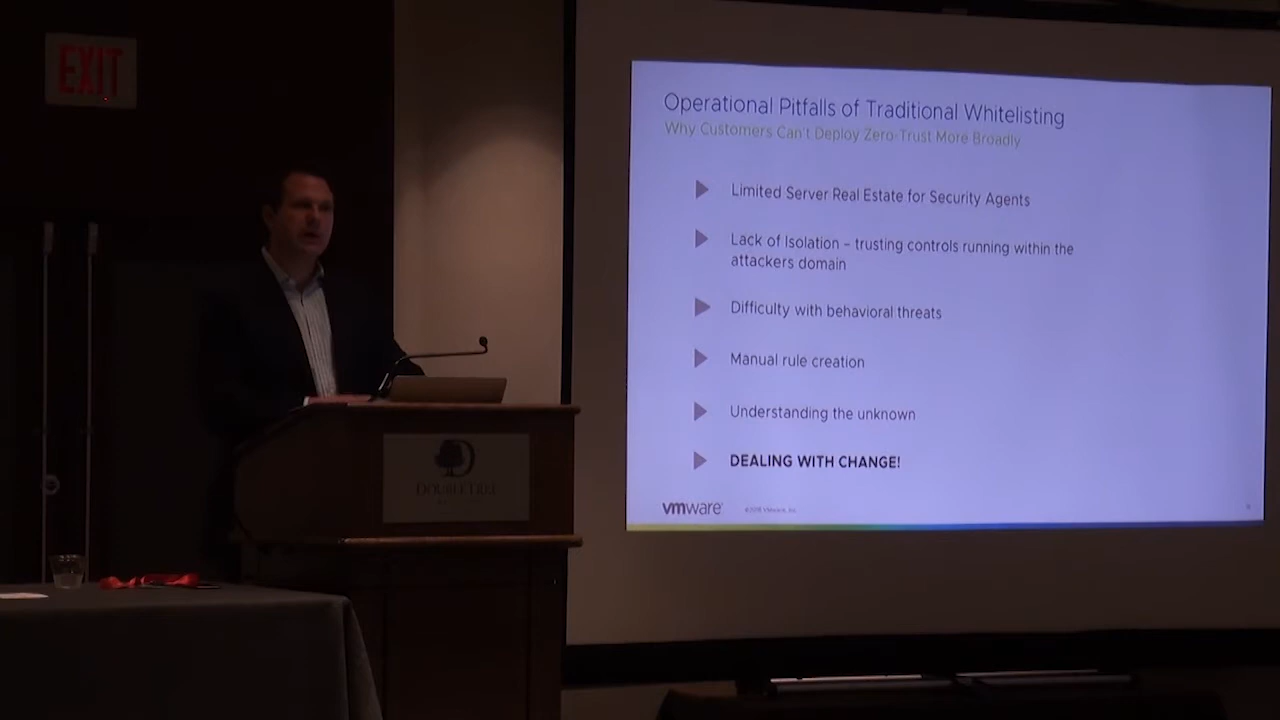 EXIT
Operational Pitfalls of Traditional Whitelisting
Why Customers Can't Deploy Zero-Trust More Broadly
Limited Server Real Estate for Security Agents
Lack of Isolation – trusting controls running within the
attackers domain
Difficulty with behavioral threats
Manual rule creation
Understanding the unknown
DEALING WITH CHANGE!
vmware
DOUBLETREE